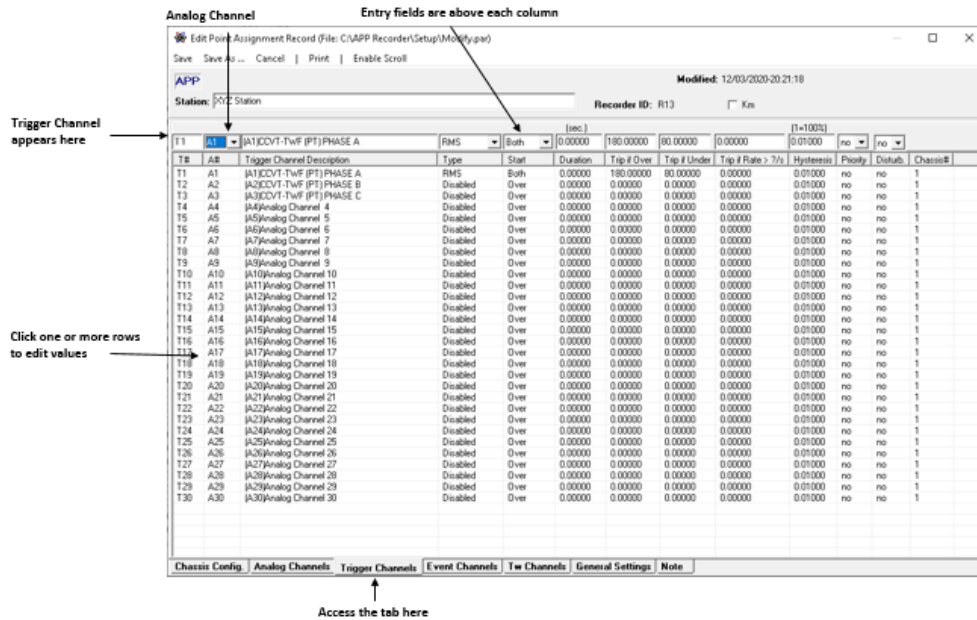 Analog Channel
Entry fields are above each column
Edit Point Assignment Record (File: C:\APP Recorder\Setup\Modify.par)
Save Save As ... Cancel | Print | Enable Scroll
APP
Modified: 12/03/2020-20:21:18
Station: XYZ Station Recorder ID: R13 Km
Trigger Channel
appears here
(sec.) (1=100%)
T1 A1 (A1)CCVT-TWF (PT) PHASE A RMS Both 0.00000 180.00000 80.00000 0.00000 0.01000 no no
T# A# Trigger Channel Description Type Start Duration Trip if Over Trip if Under Trip if Rate > ?/s Hysteresis Priority Disturb. Chassis#
T1 A1 (A1)CCVT-TWF (PT) PHASE A RMS Both 0.00000 180.00000 80.00000 0.00000 0.01000 no no 1
T2 A2 (A2)CCVT-TWF (PT) PHASE B Disabled Over 0.00000 0.00000 0.00000 0.00000 0.01000 no no 1
T3 A3 (A3)CCVT-TWF (PT) PHASE C Disabled Over 0.00000 0.00000 0.00000 0.00000 0.01000 no no 1
T4 A4 (A4)Analog Channel 4 Disabled Over 0.00000 0.00000 0.00000 0.00000 0.01000 no no 1
T5 A5 (A5)Analog Channel 5 Disabled Over 0.00000 0.00000 0.00000 0.00000 0.01000 no no 1
T6 A6 (A6)Analog Channel 6 Disabled Over 0.00000 0.00000 0.00000 0.00000 0.01000 no no 1
T7 A7 (A7)Analog Channel 7 Disabled Over 0.00000 0.00000 0.00000 0.00000 0.01000 no no 1
T8 A8 (A8)Analog Channel 8 Disabled Over 0.00000 0.00000 0.00000 0.00000 0.01000 no no 1
T9 A9 (A9)Analog Channel 9 Disabled Over 0.00000 0.00000 0.00000 0.00000 0.01000 no no 1
T10 A10 (A10)Analog Channel 10 Disabled Over 0.00000 0.00000 0.00000 0.00000 0.01000 no no 1
T11 A11 (A11)Analog Channel 11 Disabled Over 0.00000 0.00000 0.00000 0.00000 0.01000 no no 1
T12 A12 (A12)Analog Channel 12 Disabled Over 0.00000 0.00000 0.00000 0.00000 0.01000 no no 1
T13 A13 (A13)Analog Channel 13 Disabled Over 0.00000 0.00000 0.00000 0.00000 0.01000 no no 1
T14 A14 (A14)Analog Channel 14 Disabled Over 0.00000 0.00000 0.00000 0.00000 0.01000 no no 1
T15 A15 (A15)Analog Channel 15 Disabled Over 0.00000 0.00000 0.00000 0.00000 0.01000 no no 1
Click one or more rows
to edit values
T16 A16 (A16)Analog Channel 16 Disabled Over 0.00000 0.00000 0.00000 0.00000 0.01000 no no 1
T17 A17 (A17)Analog Channel 17 Disabled Over 0.00000 0.00000 0.00000 0.00000 0.01000 no no 1
T18 A18 (A18)Analog Channel 18 Disabled Over 0.00000 0.00000 0.00000 0.00000 0.01000 no no 1
T19 A19 (A19)Analog Channel 19 Disabled Over 0.00000 0.00000 0.00000 0.00000 0.01000 no no 1
T20 A20 (A20)Analog Channel 20 Disabled Over 0.00000 0.00000 0.00000 0.00000 0.01000 no no 1
T21 A21 (A21)Analog Channel 21 Disabled Over 0.00000 0.00000 0.00000 0.00000 0.01000 no no 1
T22 A22 (A22)Analog Channel 22 Disabled Over 0.00000 0.00000 0.00000 0.00000 0.01000 no no 1
T23 A23 (A23)Analog Channel 23 Disabled Over 0.00000 0.00000 0.00000 0.00000 0.01000 no no 1
T24 A24 (A24)Analog Channel 24 Disabled Over 0.00000 0.00000 0.00000 0.00000 0.01000 no no 1
T25 A25 (A25)Analog Channel 25 Disabled Over 0.00000 0.00000 0.00000 0.00000 0.01000 no no 1
T26 A26 (A26)Analog Channel 26 Disabled Over 0.00000 0.00000 0.00000 0.00000 0.01000 no no 1
T27 A27 (A27)Analog Channel 27 Disabled Over 0.00000 0.00000 0.00000 0.00000 0.01000 no no 1
T28 A28 (A28)Analog Channel 28 Disabled Over 0.00000 0.00000 0.00000 0.00000 0.01000 no no 1
T29 A29 (A29)Analog Channel 29 Disabled Over 0.00000 0.00000 0.00000 0.00000 0.01000 no no 1
T30 A30 (A30)Analog Channel 30 Disabled Over 0.00000 0.00000 0.00000 0.00000 0.01000 no no 1
Chassis Config. Analog Channels Trigger Channels Event Channels Tw Channels General Settings Note
Access the tab here